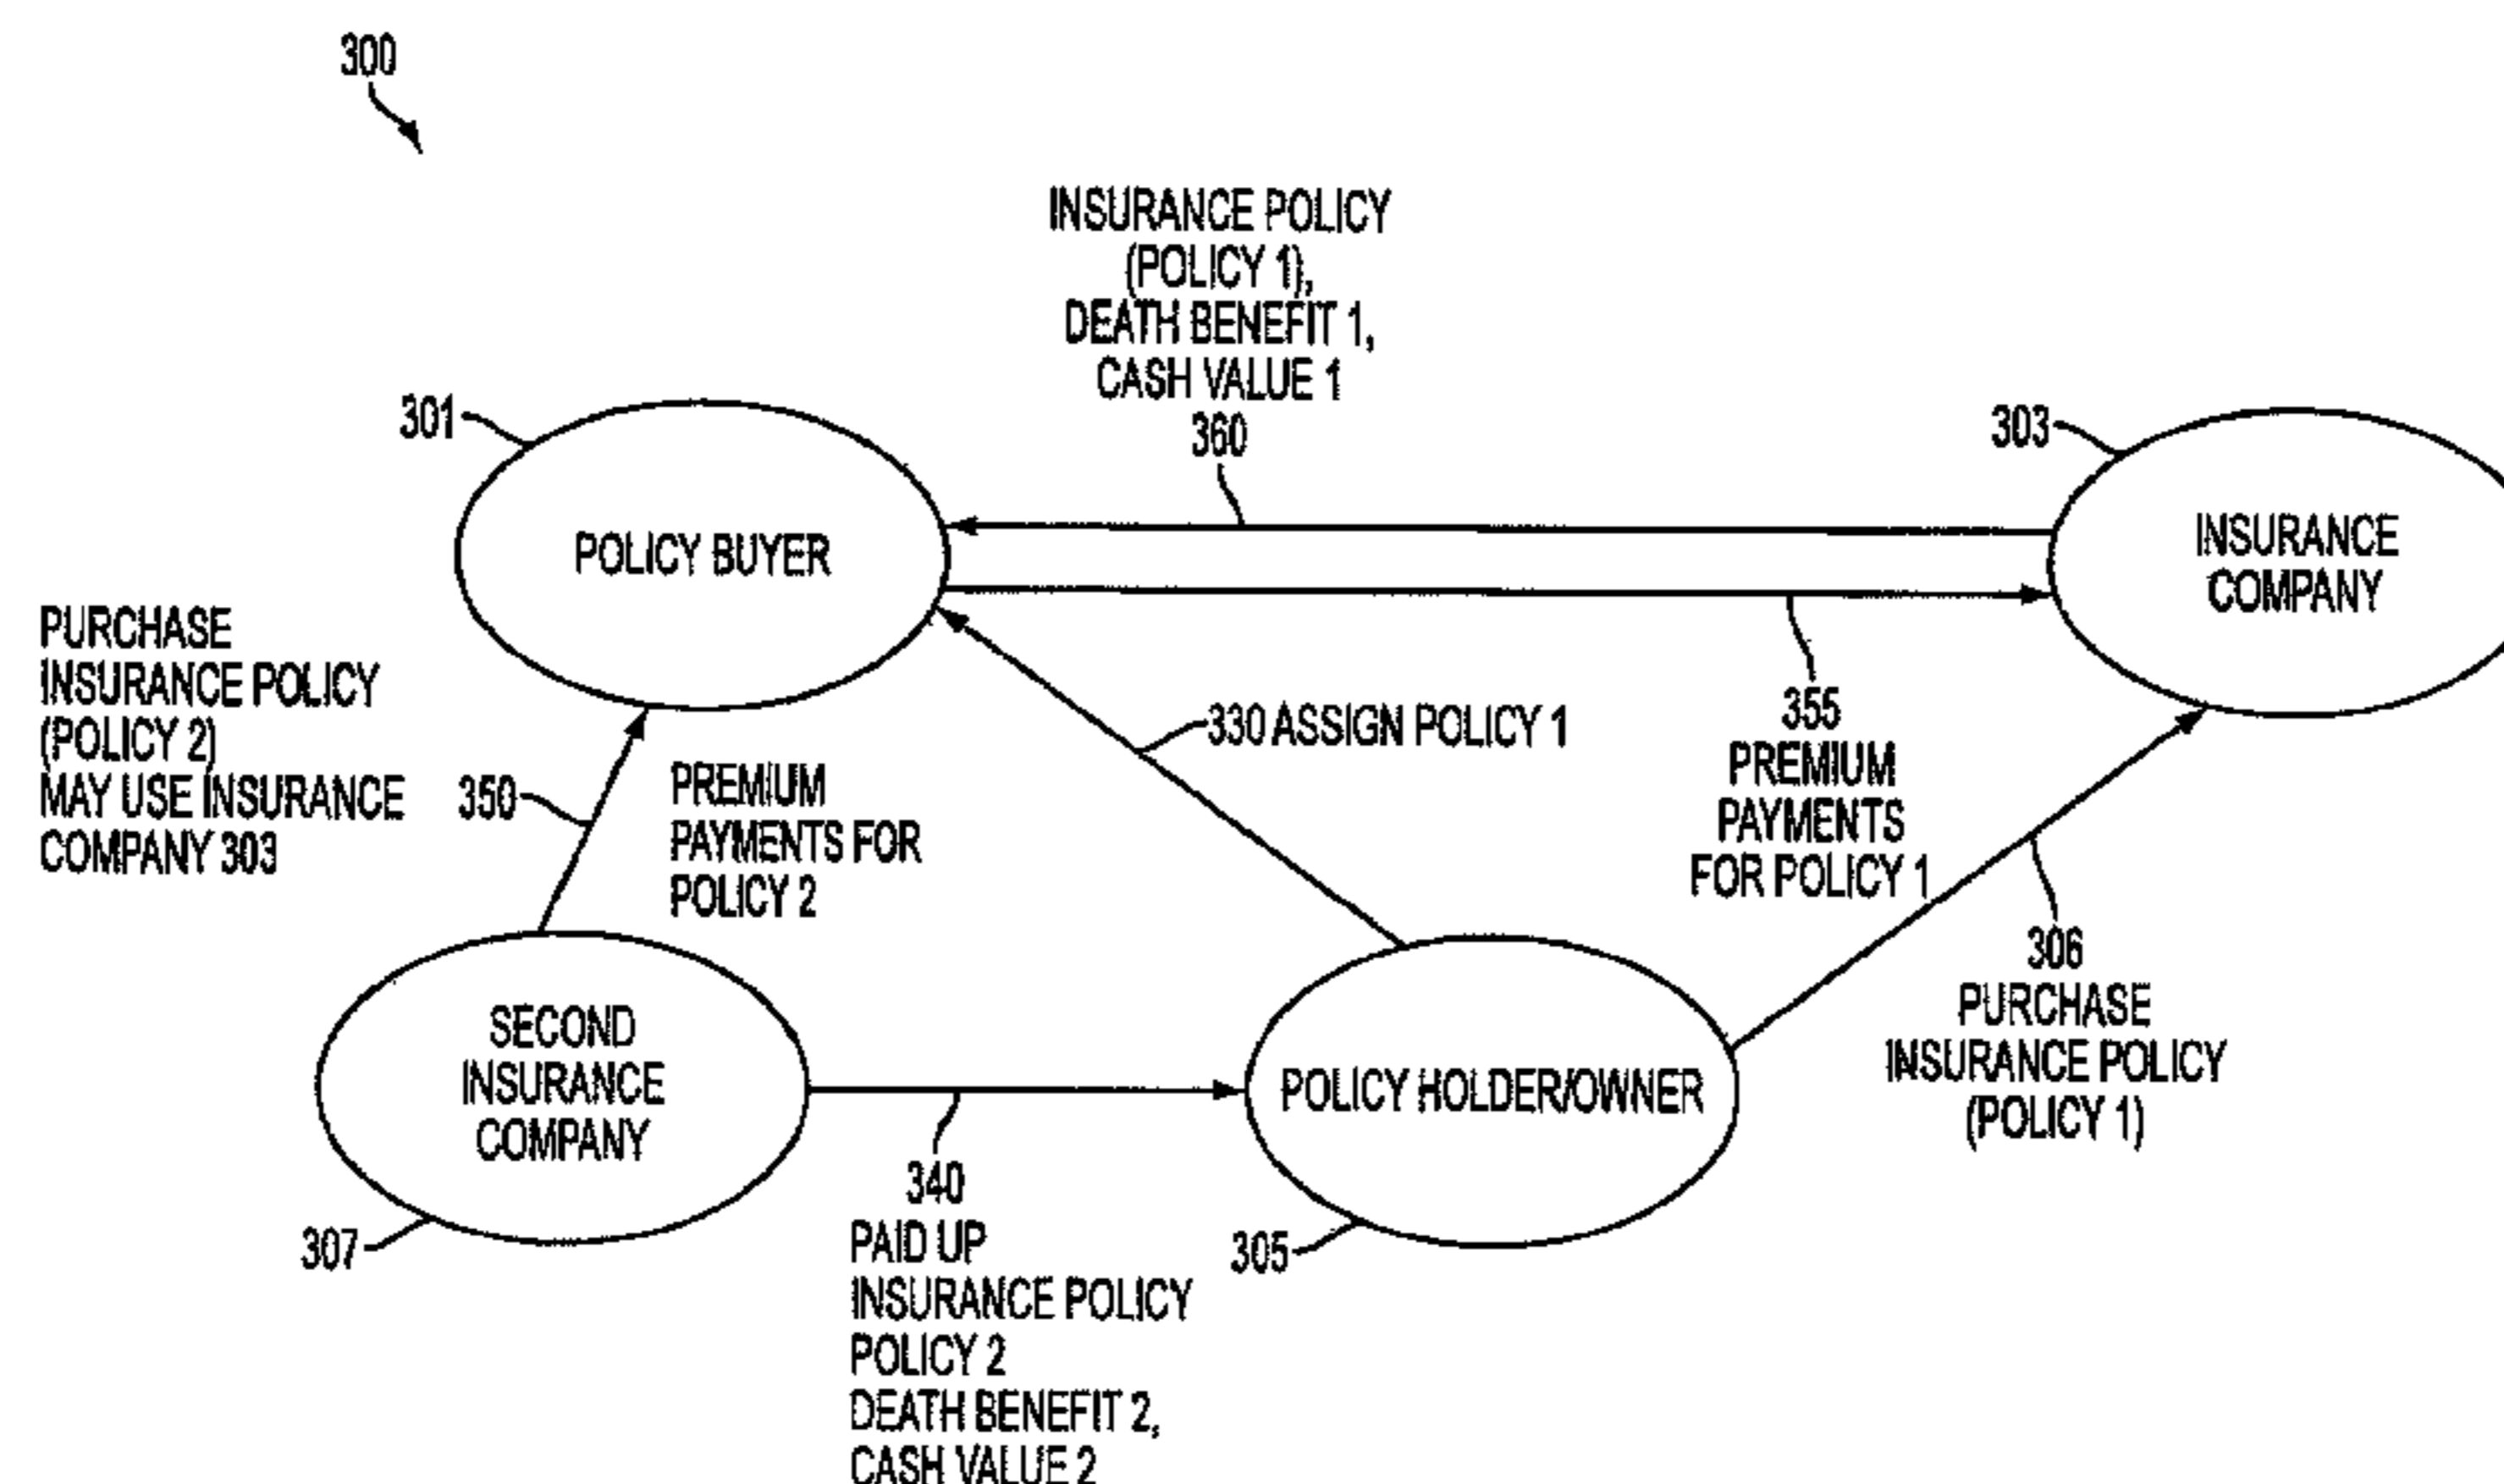 300
INSURANCE POLICY
(POLICY 1),
DEATH BENEFIT 1,
CASH VALUE 1
360
301
303
POLICY BUYER
INSURANCE
COMPANY
PURCHASE
INSURANCE POLICY
(POLICY 2)
MAY USE INSURANCE
COMPANY 303
350
PREMIUM
PAYMENTS FOR
POLICY 2
330 ASSIGN POLICY 1
355
PREMIUM
PAYMENTS
FOR POLICY 1
306
PURCHASE
INSURANCE POLICY
(POLICY 1)
SECOND
INSURANCE
COMPANY
POLICY HOLDER/OWNER
307
305
340
PAID UP
INSURANCE POLICY
POLICY 2
DEATH BENEFIT 2,
CASH VALUE 2